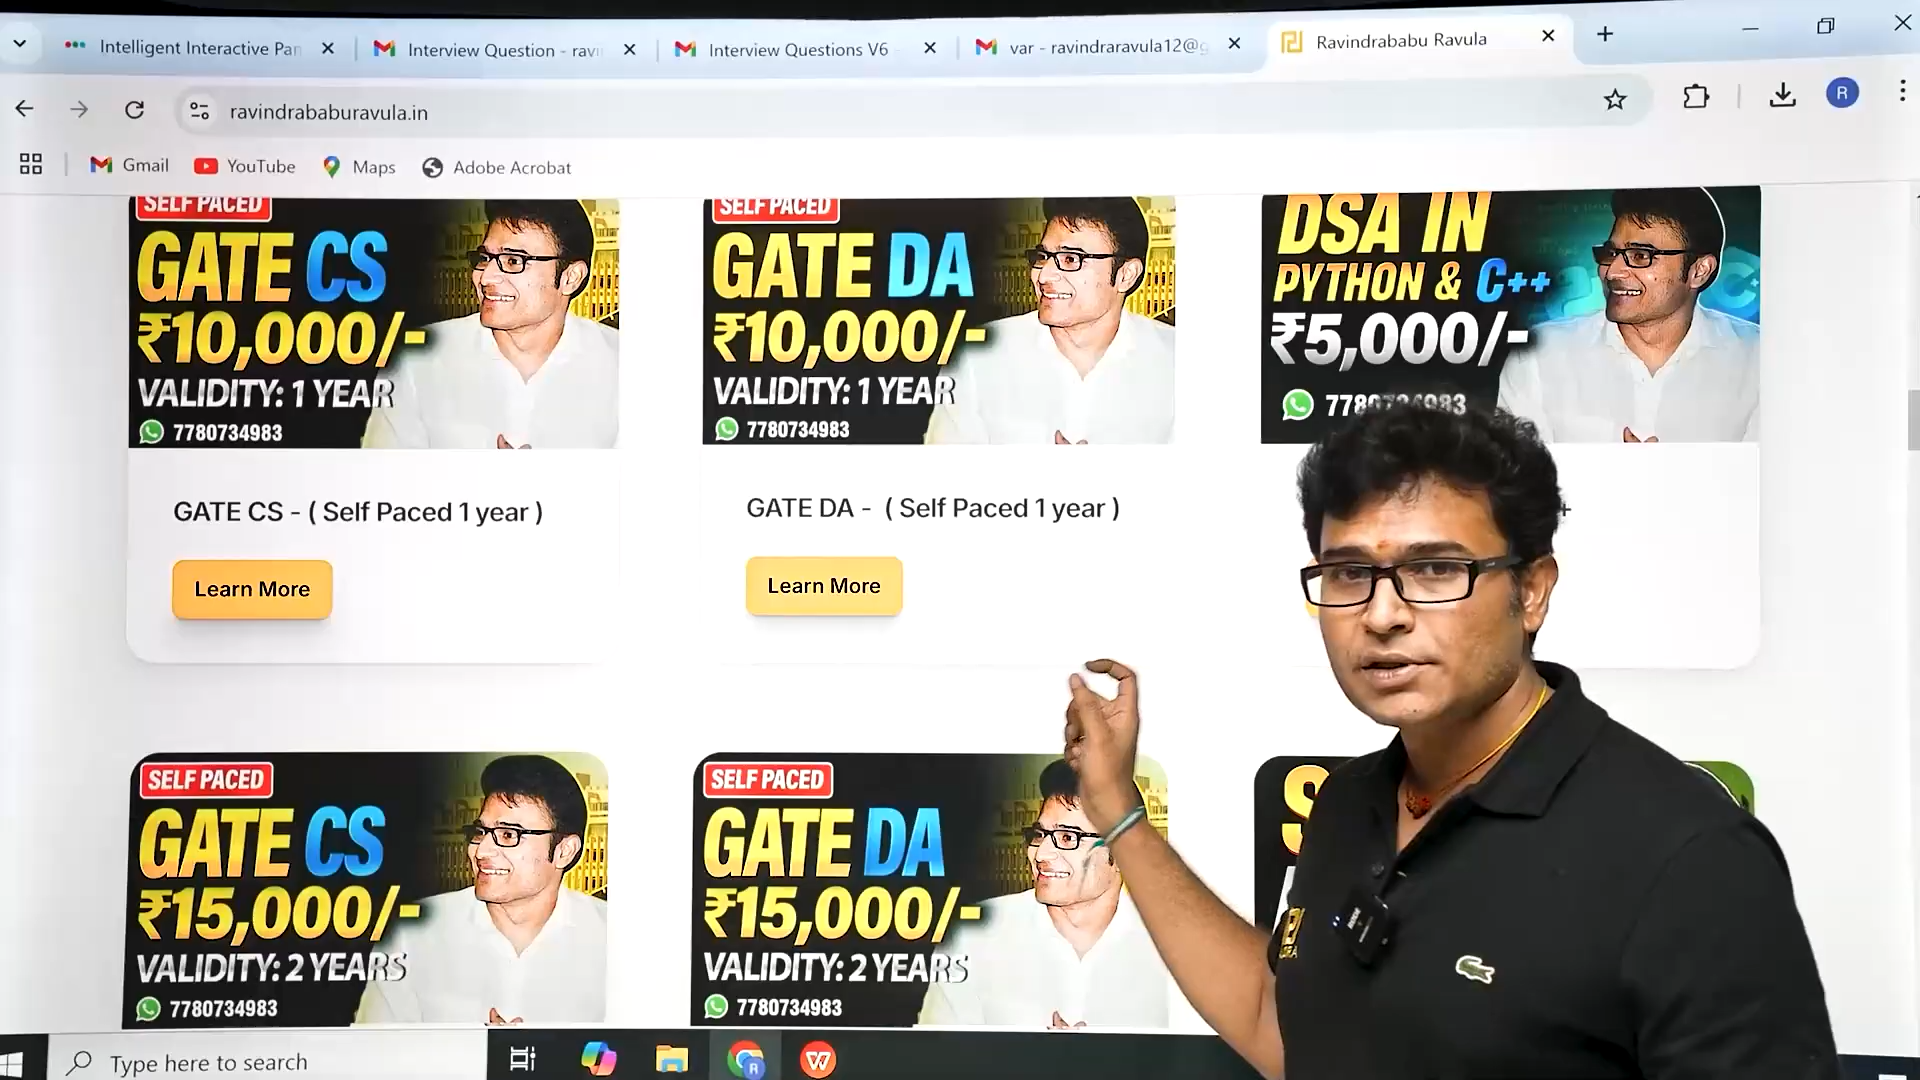 Intelligent Interactive Pan
Interview Question - ravi
Interview Questions V6
var - ravindraravula12@g
Ravindrababu Ravula
ravindrababuravula.in
R
Gmail
YouTube
Maps
Adobe Acrobat
SELF PACED
GATE CS
₹10,000/-
VALIDITY: 1 YEAR
7780734983
GATE CS - ( Self Paced 1 year )
Learn More
SELF PACED
GATE DA
₹10,000/-
VALIDITY: 1 YEAR
7780734983
GATE DA - ( Self Paced 1 year )
Learn More
DSA IN
PYTHON & C++
₹5,000/-
7780734983
SELF PACED
GATE CS
₹15,000/-
VALIDITY: 2 YEARS
7780734983
SELF PACED
GATE DA
₹15,000/-
VALIDITY: 2 YEARS
7780734983
S
Type here to search
R